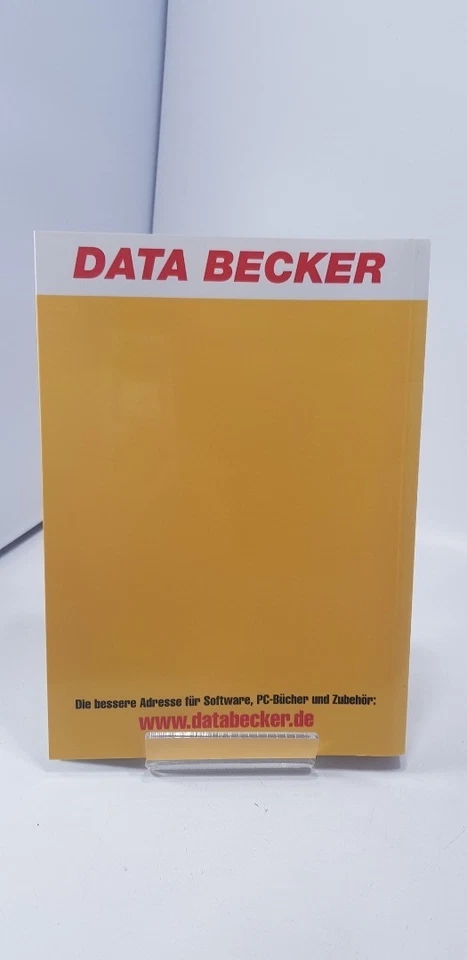 DATA BECKER
Die bessere Adresse für Software, PC-Bücher und Zubehör:
www.databecker.de